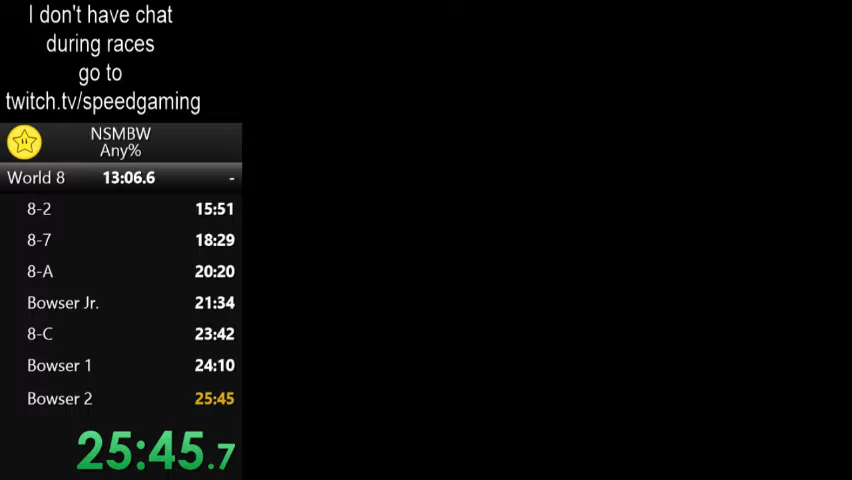 I don't have chat
during races
go to
twitch.tv/speedgaming
NSMBW
Any%
World 8 13:06.6 -
8-2 15:51
8-7 18:29
8-A 20:20
Bowser Jr. 21:34
8-C 23:42
Bowser 1 24:10
Bowser 2 25:45
25:45.7